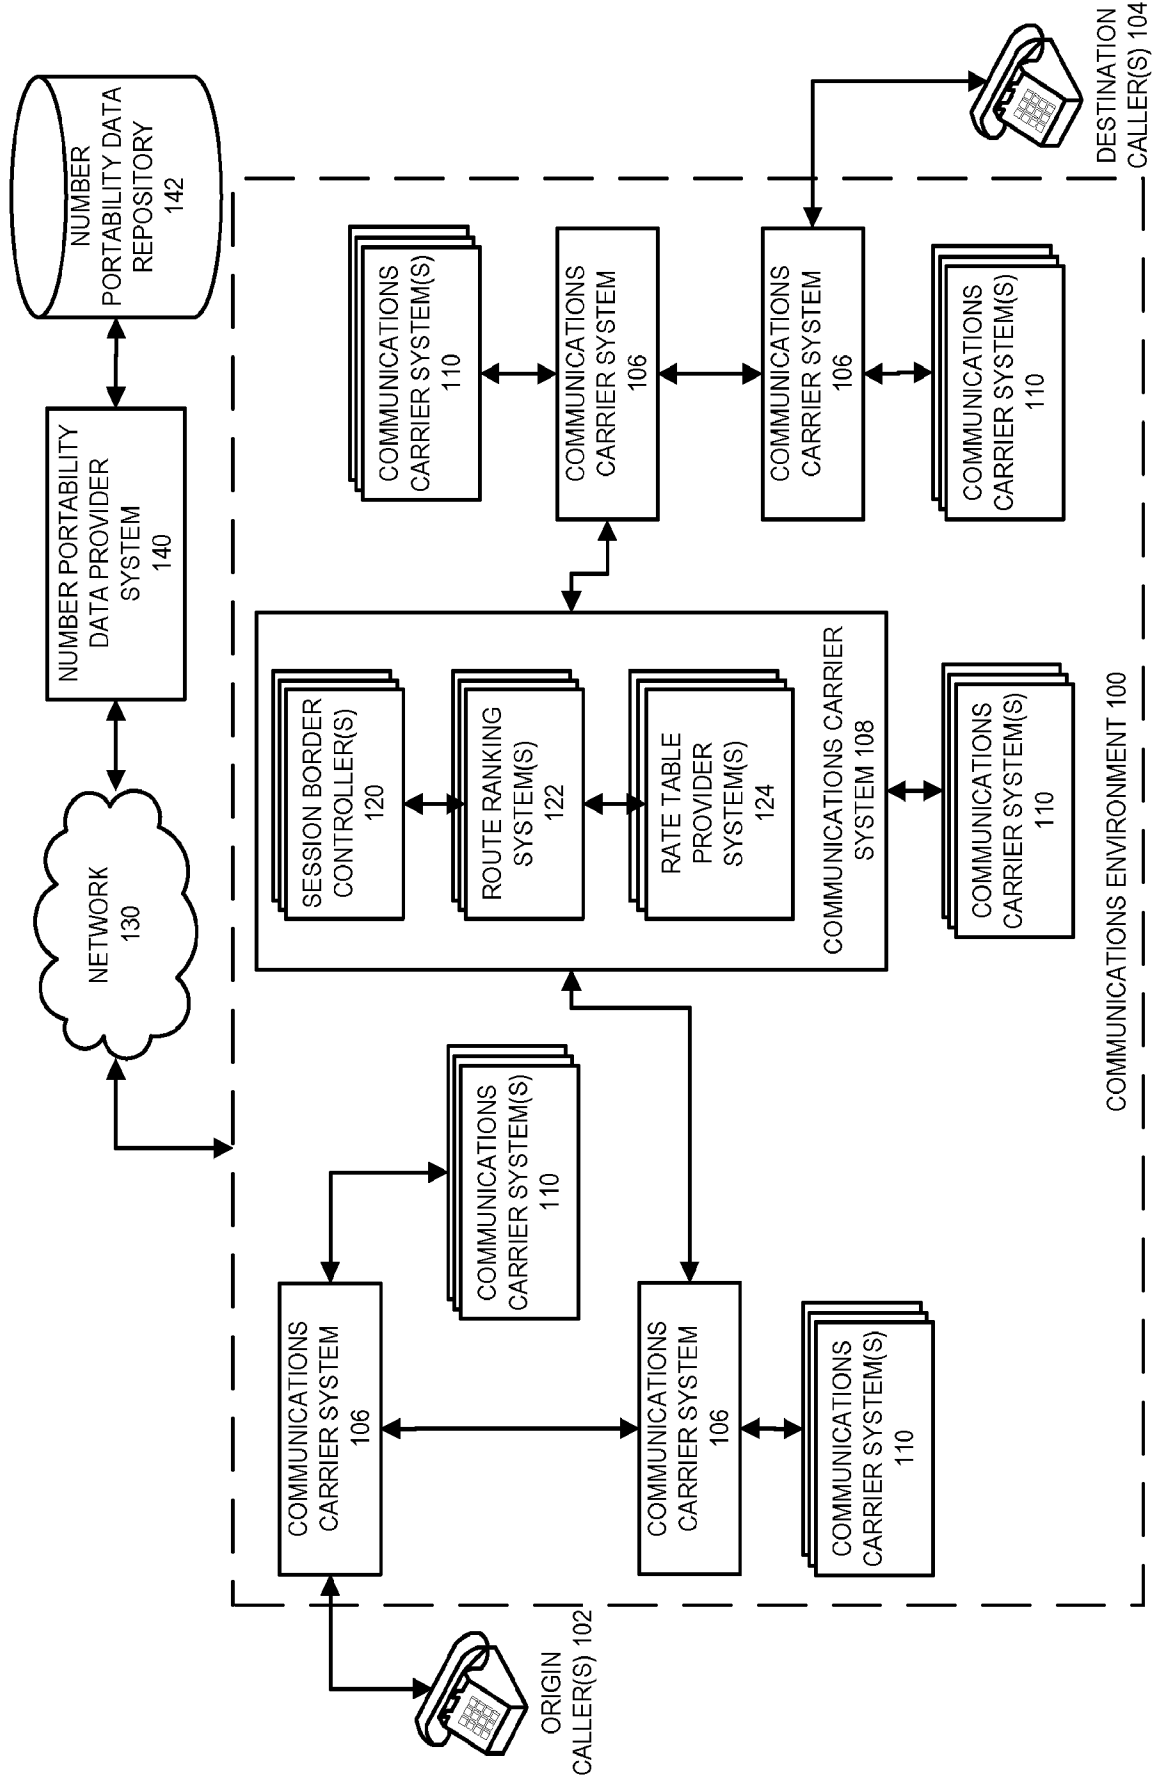 NUMBER
PORTABILITY DATA
REPOSITORY
142
NUMBER PORTABILITY
DATA PROVIDER
SYSTEM
140
NETWORK
130
ORIGIN
CALLER(S) 102
COMMUNICATIONS
CARRIER SYSTEM
106
COMMUNICATIONS
CARRIER SYSTEM(S)
110
COMMUNICATIONS
CARRIER SYSTEM
106
COMMUNICATIONS
CARRIER SYSTEM(S)
110
SESSION BORDER
CONTROLLER(S)
120
ROUTE RANKING
SYSTEM(S)
122
RATE TABLE
PROVIDER
SYSTEM(S)
124
COMMUNICATIONS CARRIER
SYSTEM 108
COMMUNICATIONS
CARRIER SYSTEM(S)
110
COMMUNICATIONS
CARRIER SYSTEM(S)
110
COMMUNICATIONS
CARRIER SYSTEM
106
COMMUNICATIONS
CARRIER SYSTEM
106
COMMUNICATIONS
CARRIER SYSTEM(S)
110
DESTINATION
CALLER(S) 104
COMMUNICATIONS ENVIRONMENT 100